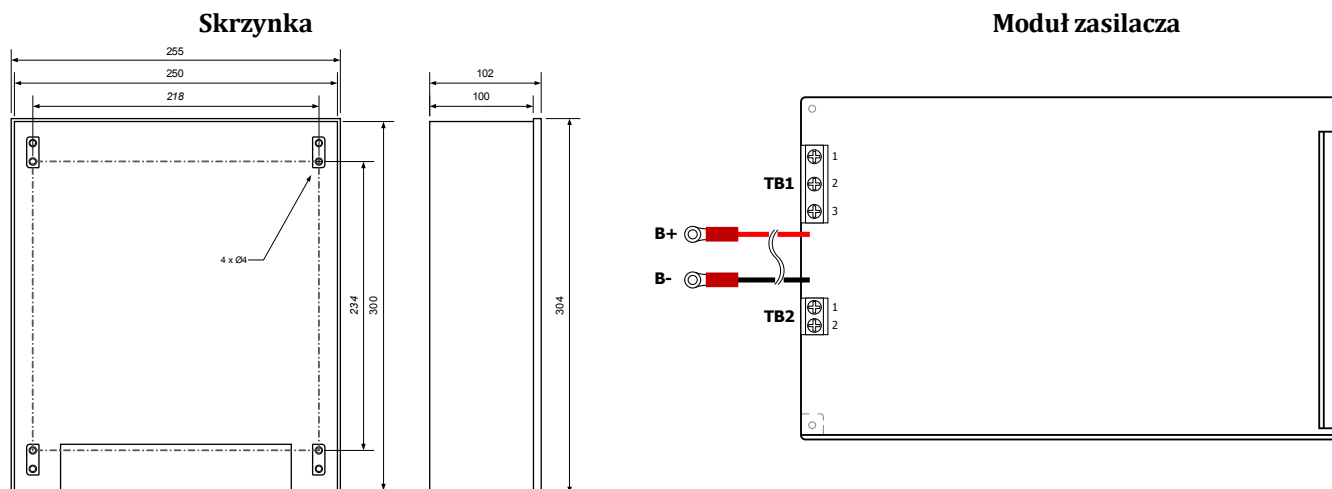 Skrzynka
255
250
218
4 x Ø4
234
300
102
100
304
Moduł zasilacza
TB1
1
2
3
B+
B-
TB2
1
2